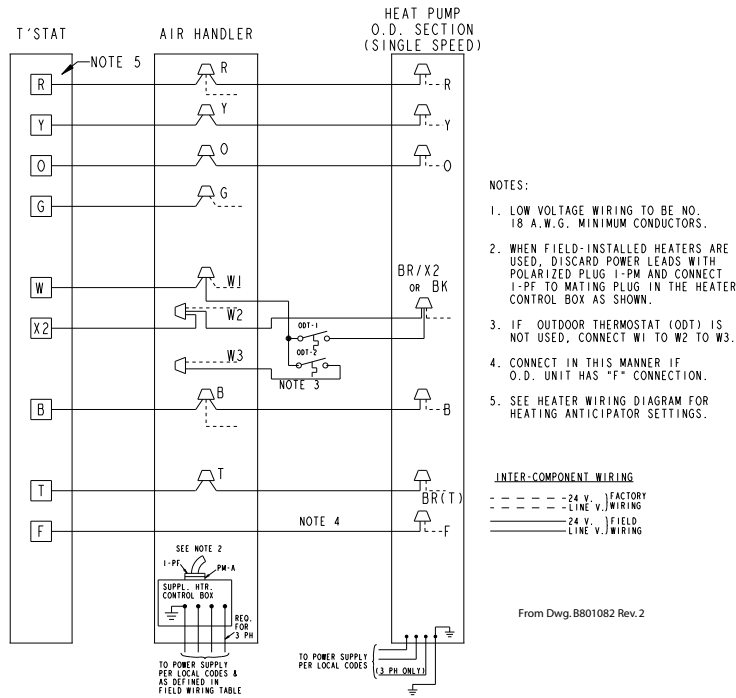 HEAT PUMP
O.D. SECTION
(SINGLE SPEED)
T'STAT
AIR HANDLER
NOTE 5
R
R
R
Y
Y
Y
O
O
O
G
G
W
W1
BR/X2
OR BK
X2
W2
ODT-1
ODT-2
W3
NOTE 3
B
B
B
T
T
BR(T)
F
NOTE 4
F
SEE NOTE 2
1-PF
PM-A
SUPPL. HTR.
CONTROL BOX
REQ.
FOR
3 PH
TO POWER SUPPLY
PER LOCAL CODES &
AS DEFINED IN
FIELD WIRING TABLE
TO POWER SUPPLY
PER LOCAL CODES
(3 PH ONLY)
NOTES:
1. LOW VOLTAGE WIRING TO BE NO.
18 A.W.G. MINIMUM CONDUCTORS.
2. WHEN FIELD-INSTALLED HEATERS ARE
USED, DISCARD POWER LEADS WITH
POLARIZED PLUG 1-PM AND CONNECT
1-PF TO MATING PLUG IN THE HEATER
CONTROL BOX AS SHOWN.
3. IF OUTDOOR THERMOSTAT (ODT) IS
NOT USED, CONNECT W1 TO W2 TO W3.
4. CONNECT IN THIS MANNER IF
O.D. UNIT HAS "F" CONNECTION.
5. SEE HEATER WIRING DIAGRAM FOR
HEATING ANTICIPATOR SETTINGS.
INTER-COMPONENT WIRING
24 V. } FACTORY
LINE V. } WIRING
24 V. } FIELD
LINE V. } WIRING
From Dwg. B801082 Rev. 2